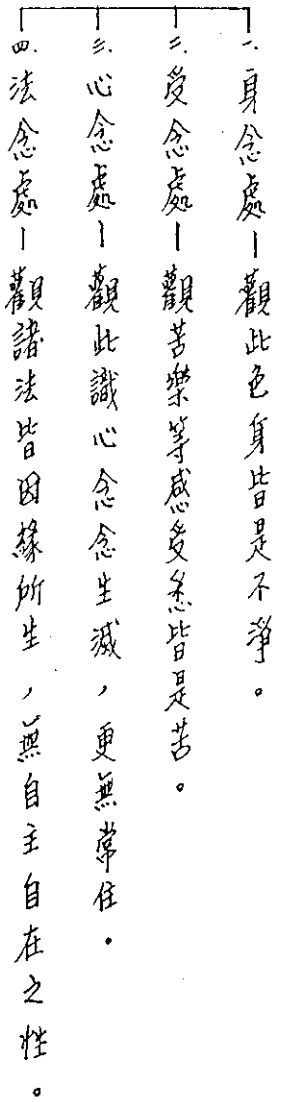 一、身念處—觀此色身皆是不淨。
二、受念處—觀苦樂等感受悉皆是苦。
三、心念處—觀此識心念念生滅，更無常住。
四、法念處—觀諸法皆因緣所生，無自主自在之性。